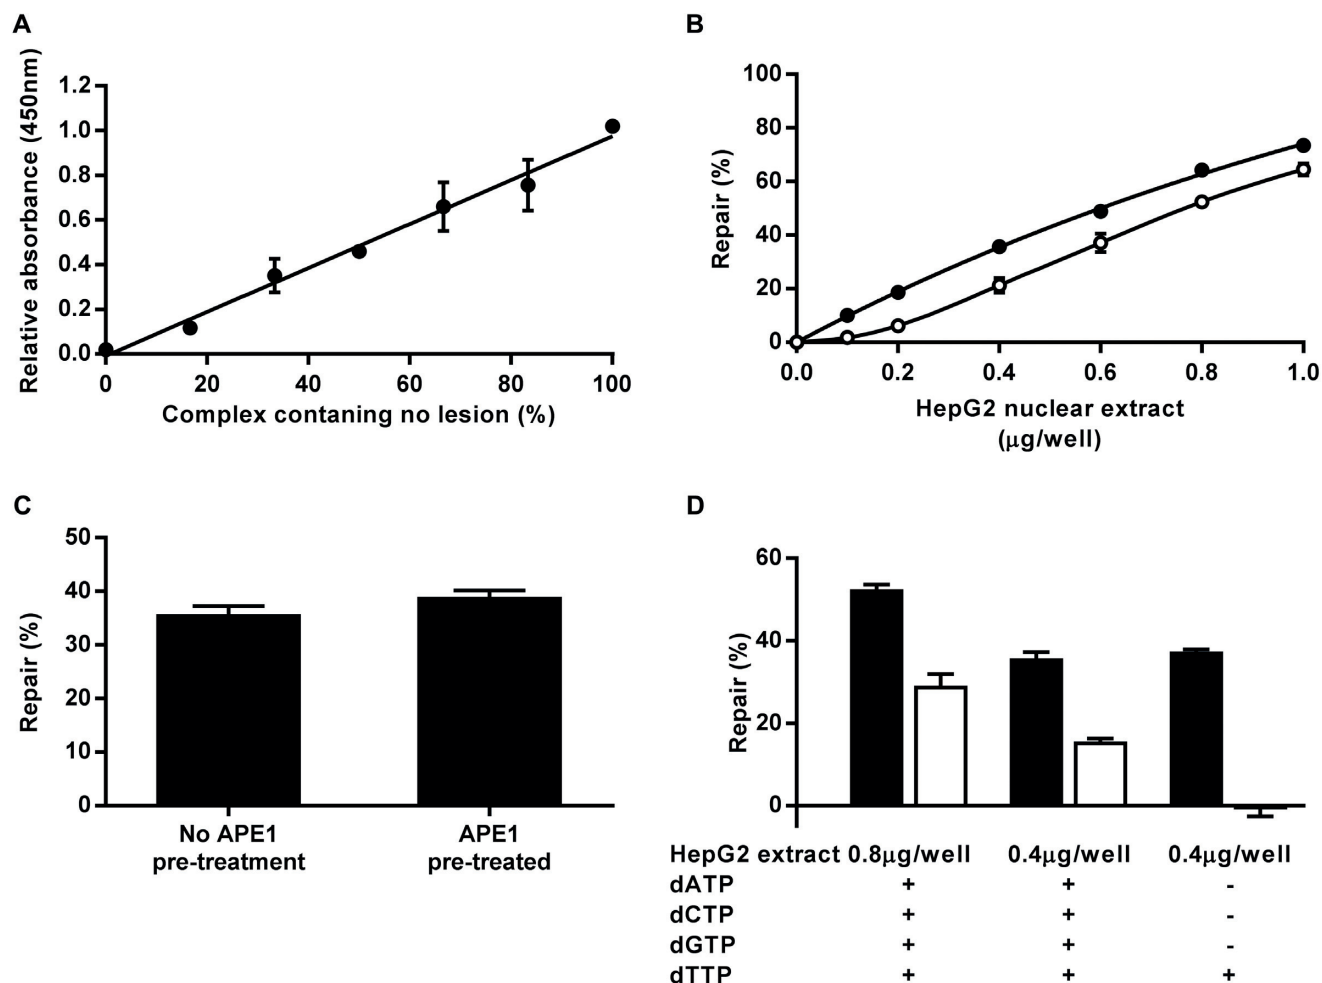 A
Relative absorbance (450nm)
1.2
1.0
0.8
0.6
0.4
0.2
0.0
0 20 40 60 80 100
Complex contaning no lesion (%)
B
Repair (%)
100
80
60
40
20
0
0.0 0.2 0.4 0.6 0.8 1.0
HepG2 nuclear extract
(μg/well)
C
Repair (%)
50
40
30
20
10
0
No APE1 APE1
pre-treatment pre-treated
D
Repair (%)
60
40
20
0
HepG2 extract 0.8μg/well 0.4μg/well 0.4μg/well
dATP + + -
dCTP + + -
dGTP + + -
dTTP + + +